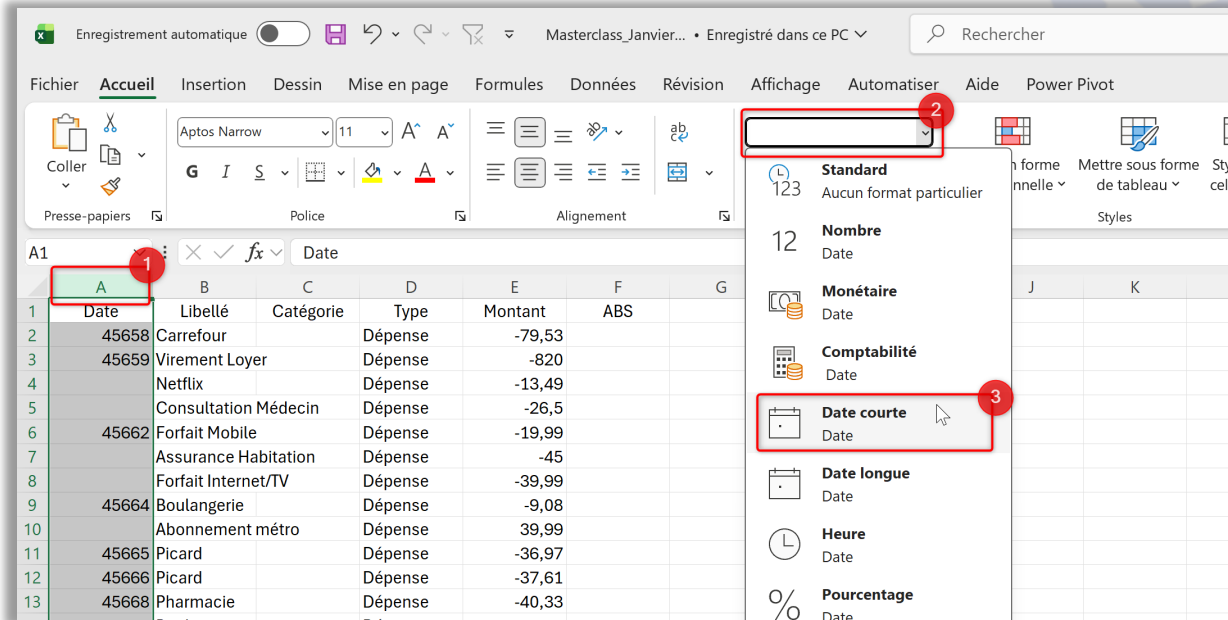 Enregistrement automatique Masterclass_Janvier... • Enregistré dans ce PC Rechercher
Fichier Accueil Insertion Dessin Mise en page Formules Données Révision Affichage Automatiser Aide Power Pivot
2
Coller
Aptos Narrow 11
G I S
A
ab
Presse-papiers Police Alignement
forme
nnelle
Mettre sous forme
de tableau
Styles
Standard
123 Aucun format particulier
12 Nombre
Date
Monétaire
Date
Comptabilité
Date
Date courte
Date
3
Date longue
Date
Heure
Date
% Pourcentage
Date
A1 fx Date
1
A B C D E F G J K
1 Date Libellé Catégorie Type Montant ABS
2 45658 Carrefour Dépense -79,53
3 45659 Virement Loyer Dépense -820
4 Netflix Dépense -13,49
5 Consultation Médecin Dépense -26,5
6 45662 Forfait Mobile Dépense -19,99
7 Assurance Habitation Dépense -45
8 Forfait Internet/TV Dépense -39,99
9 45664 Boulangerie Dépense -9,08
10 Abonnement métro Dépense 39,99
11 45665 Picard Dépense -36,97
12 45666 Picard Dépense -37,61
13 45668 Pharmacie Dépense -40,33